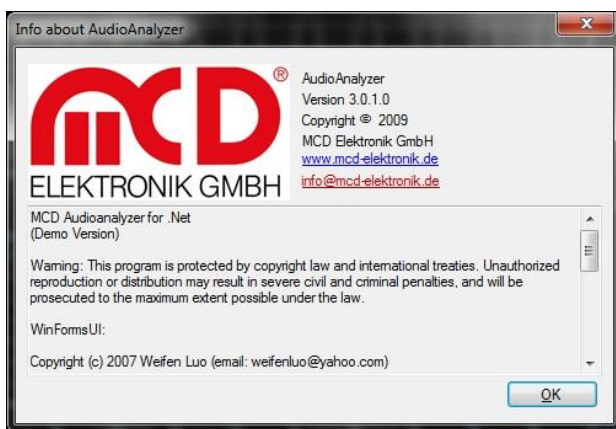 Info about AudioAnalyzer
MCD®
ELEKTRONIK GMBH
AudioAnalyzer
Version 3.0.1.0
Copyright © 2009
MCD Elektronik GmbH
www.mcd-elektronik.de
info@mcd-elektronik.de
MCD Audioanalyzer for .Net
(Demo Version)
Warning: This program is protected by copyright law and international treaties. Unauthorized
reproduction or distribution may result in severe civil and criminal penalties, and will be
prosecuted to the maximum extent possible under the law.
WinFormsUI:
Copyright (c) 2007 Weifen Luo (email: weifenluo@yahoo.com)
OK